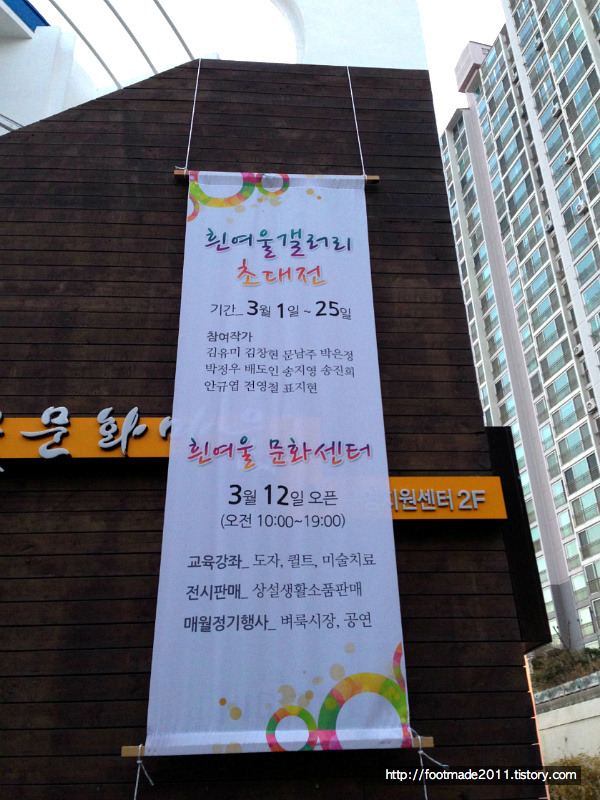 흰여울갤러리
초대전
기간_ 3월 1일 ~ 25일
참여작가
김유미 김창현 문남주 박은정
박정우 배도인 송지영 송진희
안규엽 전영철 표지현
문화
흰여울 문화센터
3월 12일 오픈
(오전 10:00~19:00)
지원센터 2F
교육강좌_ 도자, 퀼트, 미술치료
전시판매_ 상설생활소품판매
매월정기행사_ 벼룩시장, 공연
http://footmade2011.tistory.com